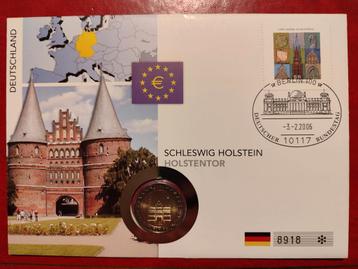 DEUTSCHLAND
€
SCHLESWIG HOLSTEIN
HOLSTENTOR
BERLIN
-3-2.2006
DEUTSCHER BUNDESTAG
10117
8918